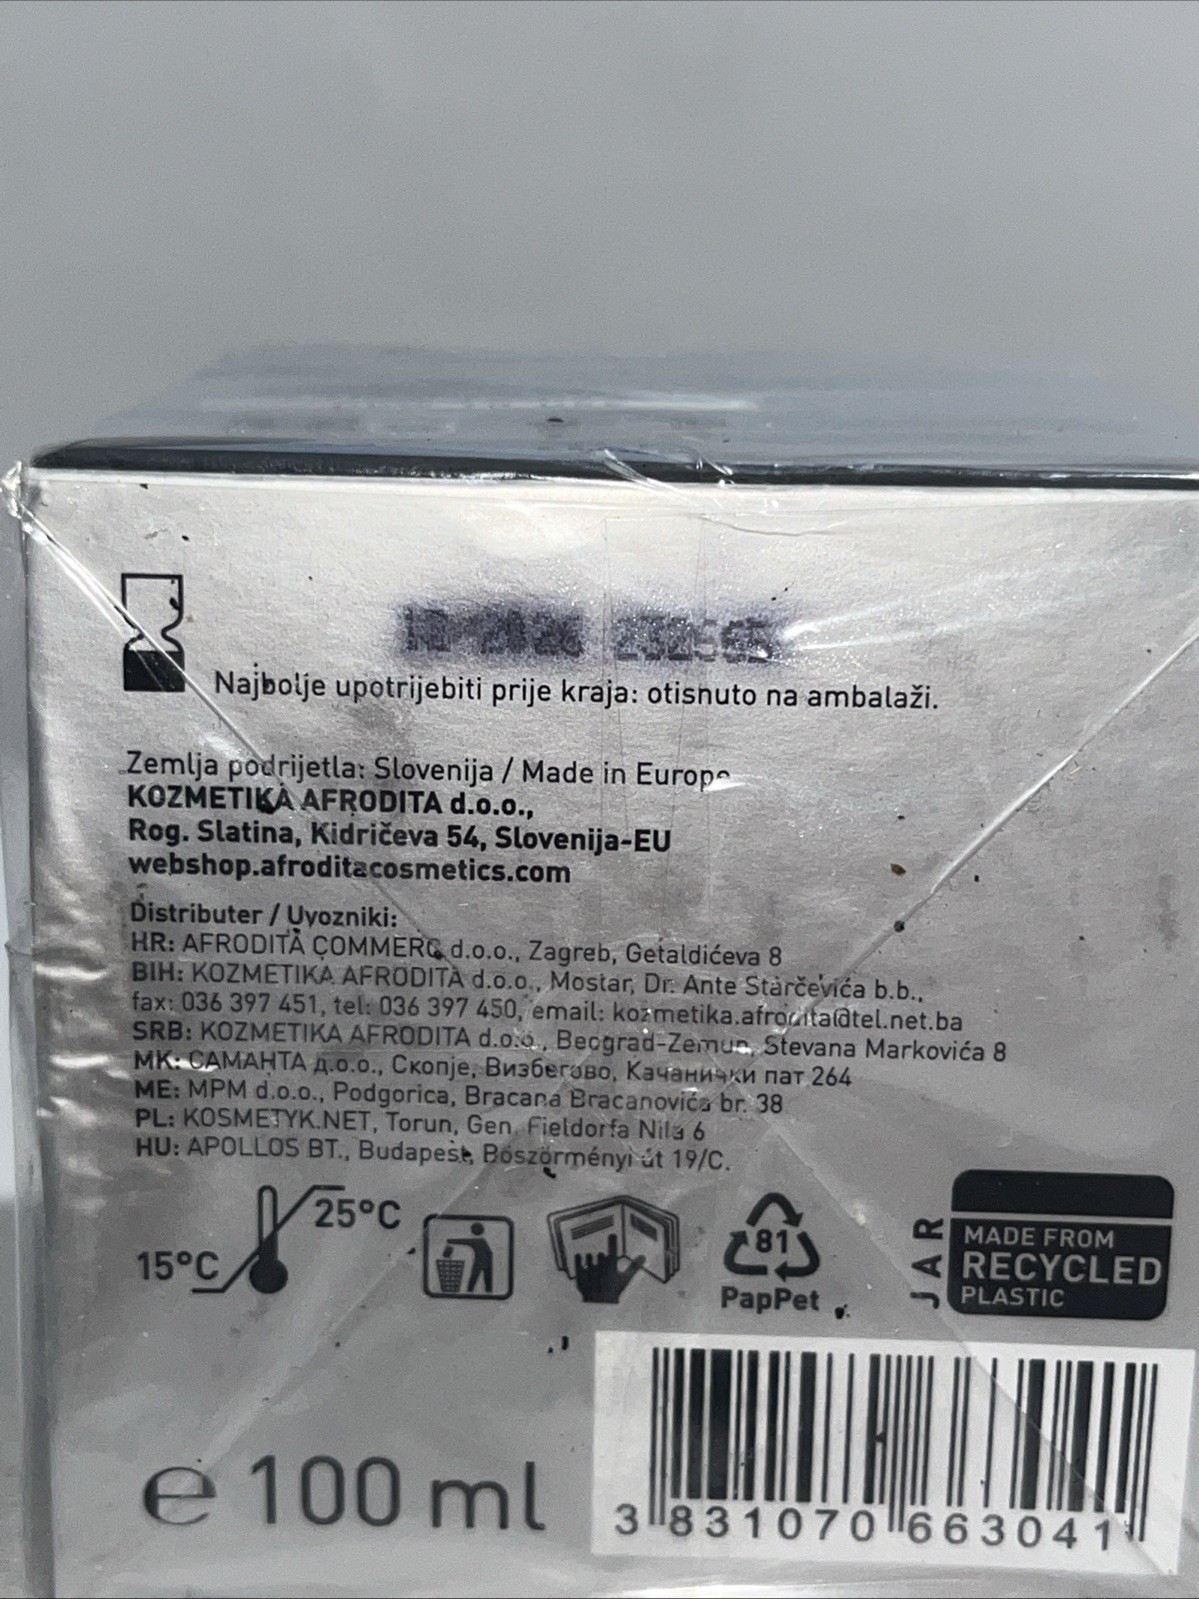 Najbolje upotrijebiti prije kraja: otisnuto na ambalaži.
Zemlja podrijetla: Slovenija / Made in Europe
KOZMETIKA AFRODITA d.o.o.,
Rog. Slatina, Kidričeva 54, Slovenija-EU
webshop.afroditacosmetics.com
Distributer / Uvozniki:
HR: AFRODITA COMMERC d.o.o., Zagreb, Getaldićeva 8
BIH: KOZMETIKA AFRODITA d.o.o., Mostar, Dr. Ante Starčevića b.b.,
fax: 036 397 451, tel: 036 397 450, email: kozmetika.afrodita@tel.net.ba
SRB: KOZMETIKA AFRODITA d.o.o., Beograd-Zemun, Stevana Markovića 8
MK: САМАНТА д.о.о., Скопје, Визбегово, Качанички пат 264
ME: MPM d.o.o., Podgorica, Bracana Bracanovića br. 38
PL: KOSMETYK.NET, Torun, Gen. Fieldorfa Nila 6
HU: APOLLOS BT., Budapest, Böszörményi út 19/C.
15°C 25°C
81
PapPet
JAR
MADE FROM
RECYCLED
PLASTIC
e 100 ml
3 831070 663041